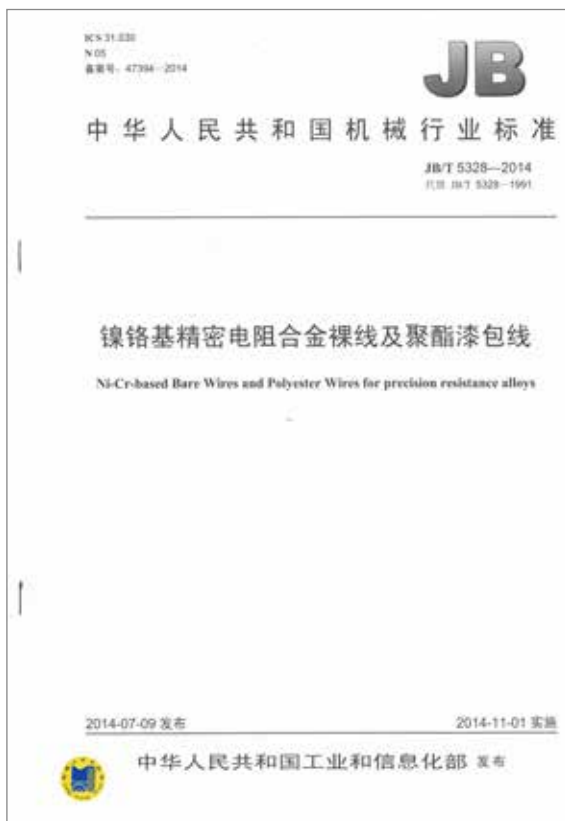 ICS 31.030
N 05
备案号：47394—2014
JB
中华人民共和国机械行业标准
JB/T 5328—2014
代替 JB/T 5328—1991
镍铬基精密电阻合金裸线及聚酯漆包线
Ni-Cr-based Bare Wires and Polyester Wires for precision resistance alloys
2014-07-09 发布
2014-11-01 实施
中华人民共和国工业和信息化部 发布